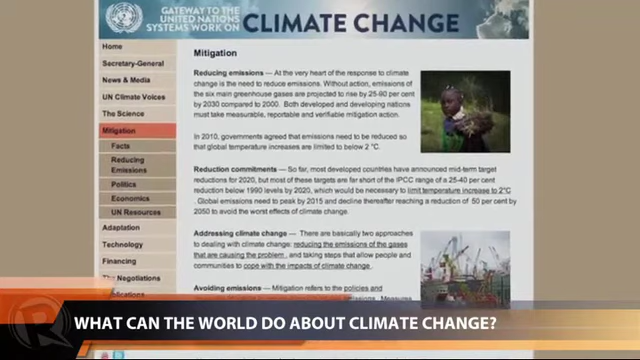 GATEWAY TO THE
UNITED NATIONS
SYSTEMS WORK ON
CLIMATE CHANGE
Home
Secretary-General
News & Media
UN Climate Voices
The Science
Mitigation
Facts
Reducing
Emissions
Politics
Economics
UN Resources
Adaptation
Technology
Financing
The Negotiations
Mitigation
Reducing emissions — At the very heart of the response to climate
change is the need to reduce emissions. Without action, emissions of
the six main greenhouse gases are projected to rise by 25-90 per cent
by 2030 compared to 2000. Both developed and developing nations
must take measurable, reportable and verifiable mitigation action.
In 2010, governments agreed that emissions need to be reduced so
that global temperature increases are limited to below 2 °C.
Reduction commitments — So far, most developed countries have announced mid-term target
reductions for 2020, but most of these targets are far short of the IPCC range of a 25-40 per cent
reduction below 1990 levels by 2020, which would be necessary to limit temperature increase to 2°C
. Global emissions need to peak by 2015 and decline thereafter reaching a reduction of 50 per cent by
2050 to avoid the worst effects of climate change.
Addressing climate change — There are basically two approaches
to dealing with climate change: reducing the emissions of the gases
that are causing the problem , and taking steps that allow people and
communities to cope with the impacts of climate change .
Avoiding emissions — Mitigation refers to the policies and
emissions . Measures
WHAT CAN THE WORLD DO ABOUT CLIMATE CHANGE?